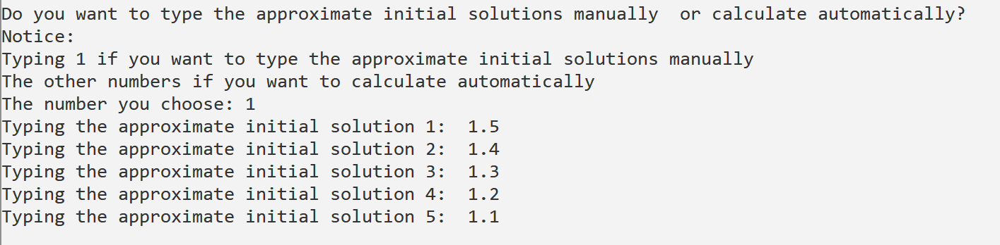 Do you want to type the approximate initial solutions manually  or calculate automatically?
Notice:
Typing 1 if you want to type the approximate initial solutions manually
The other numbers if you want to calculate automatically
The number you choose: 1
Typing the approximate initial solution 1:  1.5
Typing the approximate initial solution 2:  1.4
Typing the approximate initial solution 3:  1.3
Typing the approximate initial solution 4:  1.2
Typing the approximate initial solution 5:  1.1